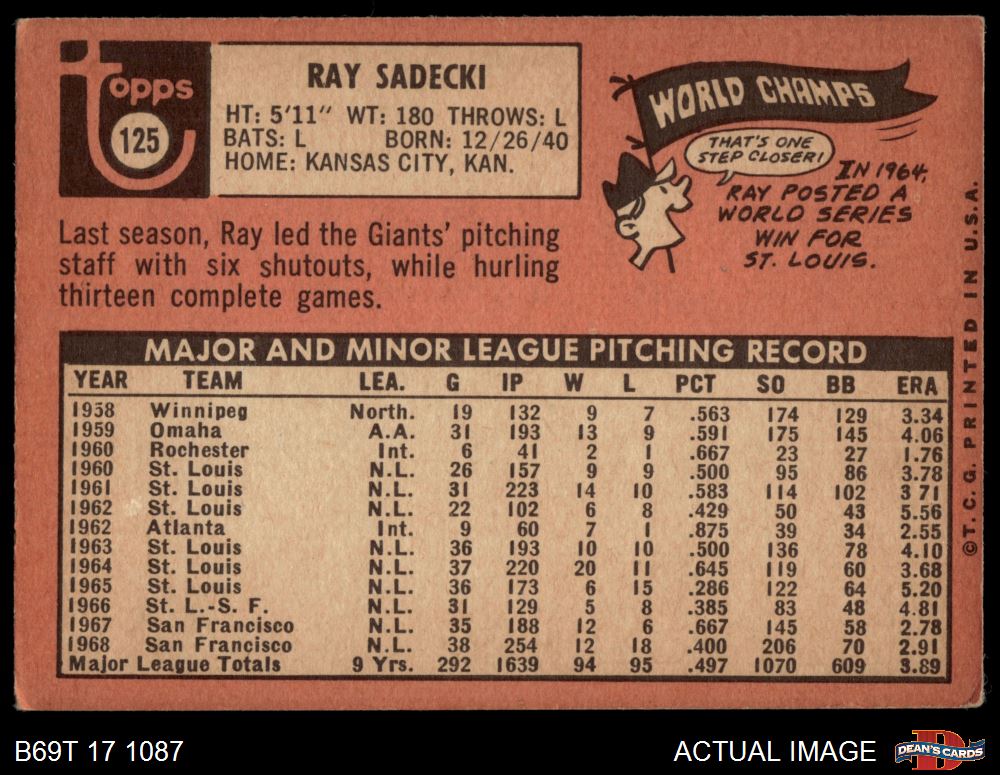 topps
125
RAY SADECKI
HT: 5'11" WT: 180 THROWS: L
BATS: L BORN: 12/26/40
HOME: KANSAS CITY, KAN.
WORLD CHAMPS
THAT'S ONE
STEP CLOSER!
IN 1964,
RAY POSTED A
WORLD SERIES
WIN FOR
ST. LOUIS.
Last season, Ray led the Giants' pitching
staff with six shutouts, while hurling
thirteen complete games.
MAJOR AND MINOR LEAGUE PITCHING RECORD
YEAR TEAM LEA. G IP W L PCT SO BB ERA
1958 Winnipeg North. 19 132 9 7 .563 174 129 3.34
1959 Omaha A.A. 31 193 13 9 .591 175 145 4.06
1960 Rochester Int. 6 41 2 1 .667 23 27 1.76
1960 St. Louis N.L. 26 157 9 9 .500 95 86 3.78
1961 St. Louis N.L. 31 223 14 10 .583 114 102 3 71
1962 St. Louis N.L. 22 102 6 8 .429 50 43 5.56
1962 Atlanta Int. 9 60 7 1 .875 39 34 2.55
1963 St. Louis N.L. 36 193 10 10 .500 136 78 4.10
1964 St. Louis N.L. 37 220 20 11 .645 119 60 3.68
1965 St. Louis N.L. 36 173 6 15 .286 122 64 5.20
1966 St. L.-S. F. N.L. 31 129 5 8 .385 83 48 4.81
1967 San Francisco N.L. 35 188 12 6 .667 145 58 2.78
1968 San Francisco N.L. 38 254 12 18 .400 206 70 2.91
Major League Totals 9 Yrs. 292 1639 94 95 .497 1070 609 3.89
©T. C. G. PRINTED IN U.S.A.
B69T 17 1087
ACTUAL IMAGE
DEAN'S CARDS